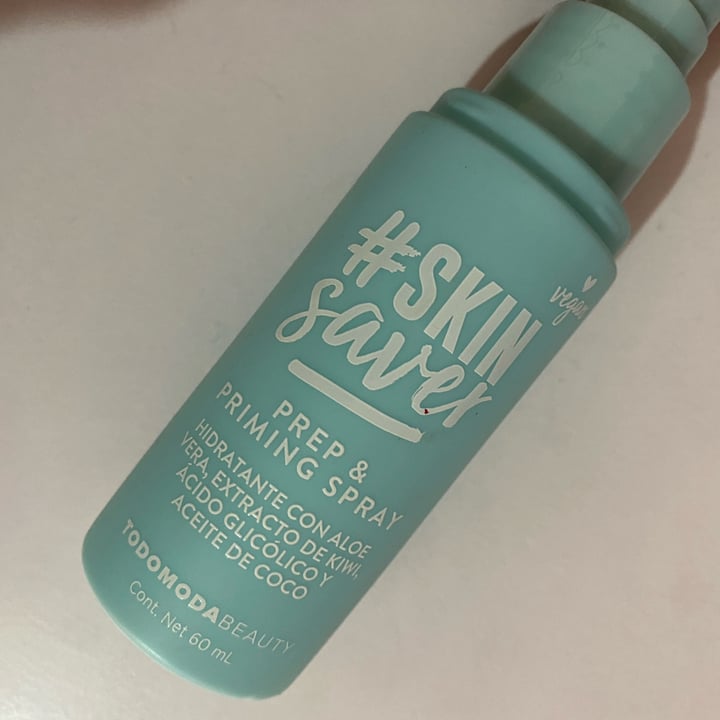 #SKIN
saver
vegan
PREP &
PRIMING SPRAY
HIDRATANTE CON ALOE
VERA, EXTRACTO DE KIWI,
ÁCIDO GLICÓLICO Y
ACEITE DE COCO
TODOMODABEAUTY
Cont. Net 60 mL